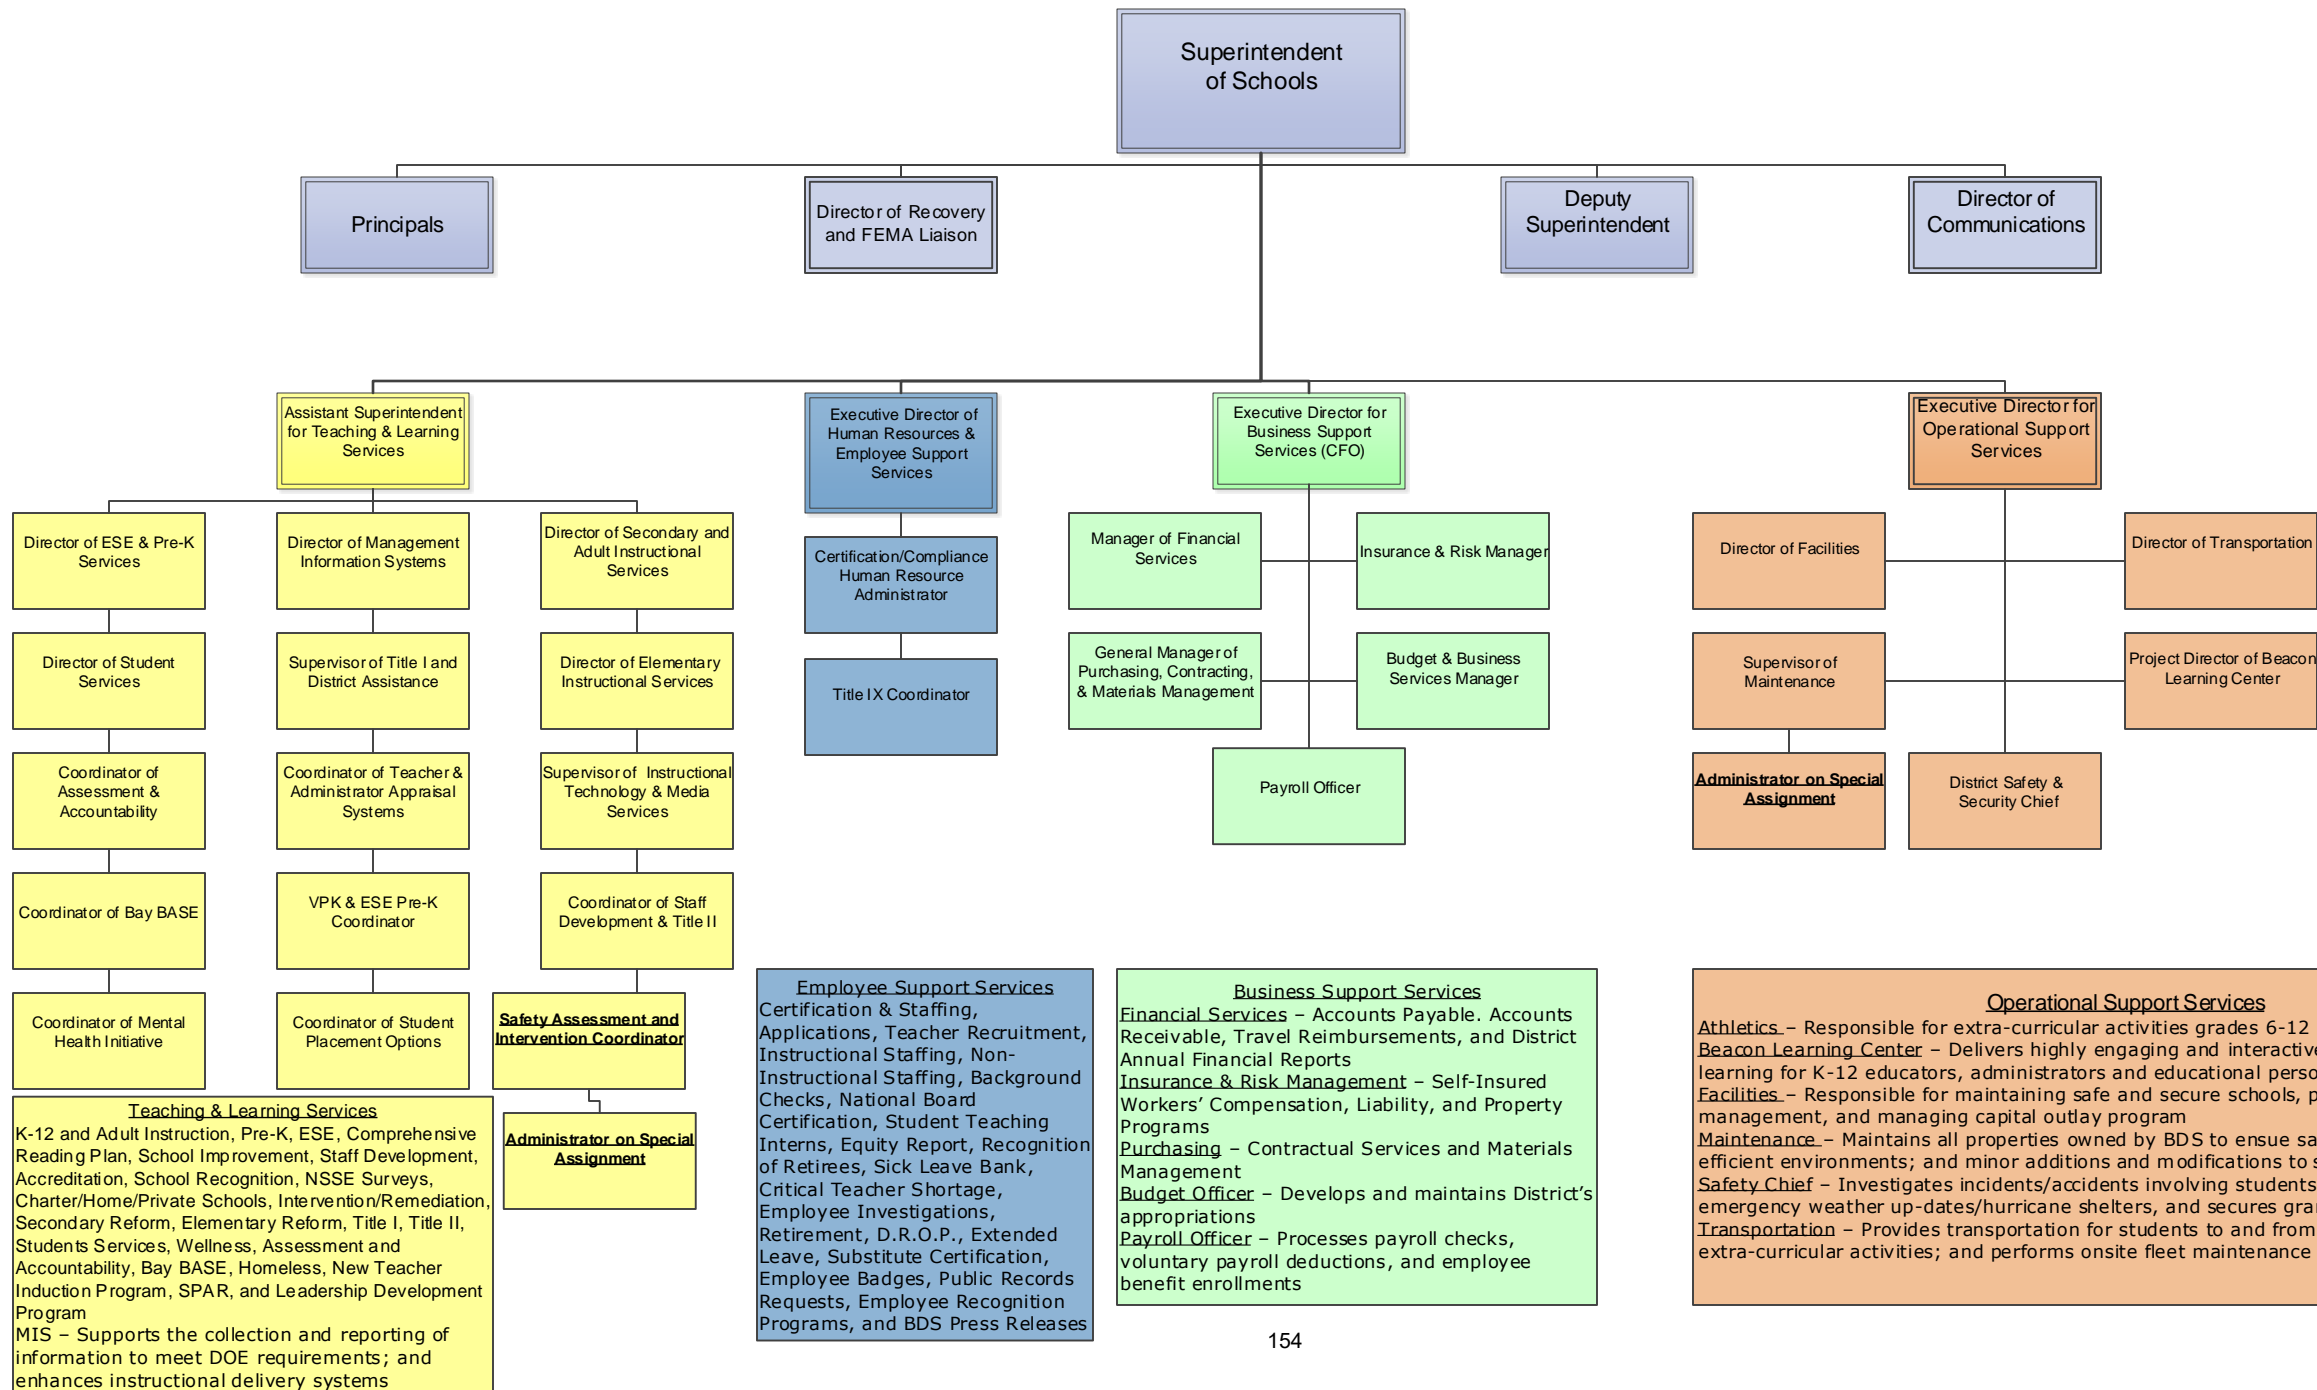 Superintendent
of Schools
Principals
Director of Recovery
and FEMA Liaison
Deputy
Superintendent
Director of
Communications
Assistant Superintendent
for Teaching & Learning
Services
Executive Director of
Human Resources &
Employee Support
Services
Executive Director for
Business Support
Services (CFO)
Executive Director for
Operational Support
Services
Director of ESE & Pre-K
Services
Director of Management
Information Systems
Director of Secondary and
Adult Instructional
Services
Certification/Compliance
Human Resource
Administrator
Manager of Financial
Services
Insurance & Risk Manager
Director of Facilities
Director of Transportation
Director of Student
Services
Supervisor of Title I and
District Assistance
Director of Elementary
Instructional Services
Title IX Coordinator
General Manager of
Purchasing, Contracting,
& Materials Management
Budget & Business
Services Manager
Supervisor of
Maintenance
Project Director of Beacon
Learning Center
Coordinator of
Assessment &
Accountability
Coordinator of Teacher &
Administrator Appraisal
Systems
Supervisor of Instructional
Technology & Media
Services
Payroll Officer
Administrator on Special
Assignment
District Safety &
Security Chief
Coordinator of Bay BASE
VPK & ESE Pre-K
Coordinator
Coordinator of Staff
Development & Title II
Coordinator of Mental
Health Initiative
Coordinator of Student
Placement Options
Safety Assessment and
Intervention Coordinator
Administrator on Special
Assignment
Teaching & Learning Services
K-12 and Adult Instruction, Pre-K, ESE, Comprehensive
Reading Plan, School Improvement, Staff Development,
Accreditation, School Recognition, NSSE Surveys,
Charter/Home/Private Schools, Intervention/Remediation,
Secondary Reform, Elementary Reform, Title I, Title II,
Students Services, Wellness, Assessment and
Accountability, Bay BASE, Homeless, New Teacher
Induction Program, SPAR, and Leadership Development
Program
MIS – Supports the collection and reporting of
information to meet DOE requirements; and
enhances instructional delivery systems
Employee Support Services
Certification & Staffing,
Applications, Teacher Recruitment,
Instructional Staffing, Non-
Instructional Staffing, Background
Checks, National Board
Certification, Student Teaching
Interns, Equity Report, Recognition
of Retirees, Sick Leave Bank,
Critical Teacher Shortage,
Employee Investigations,
Retirement, D.R.O.P., Extended
Leave, Substitute Certification,
Employee Badges, Public Records
Requests, Employee Recognition
Programs, and BDS Press Releases
Business Support Services
Financial Services – Accounts Payable. Accounts
Receivable, Travel Reimbursements, and District
Annual Financial Reports
Insurance & Risk Management – Self-Insured
Workers’ Compensation, Liability, and Property
Programs
Purchasing – Contractual Services and Materials
Management
Budget Officer – Develops and maintains District’s
appropriations
Payroll Officer – Processes payroll checks,
voluntary payroll deductions, and employee
benefit enrollments
Operational Support Services
Athletics – Responsible for extra-curricular activities grades 6-12
Beacon Learning Center – Delivers highly engaging and interactive
learning for K-12 educators, administrators and educational
Facilities – Responsible for maintaining safe and secure schools,
management, and managing capital outlay program
Maintenance – Maintains all properties owned by BDS to ensue
efficient environments; and minor additions and modifications to
Safety Chief – Investigates incidents/accidents involving students
emergency weather up-dates/hurricane shelters, and secures
Transportation – Provides transportation for students to and from
extra-curricular activities; and performs onsite fleet maintenance
154